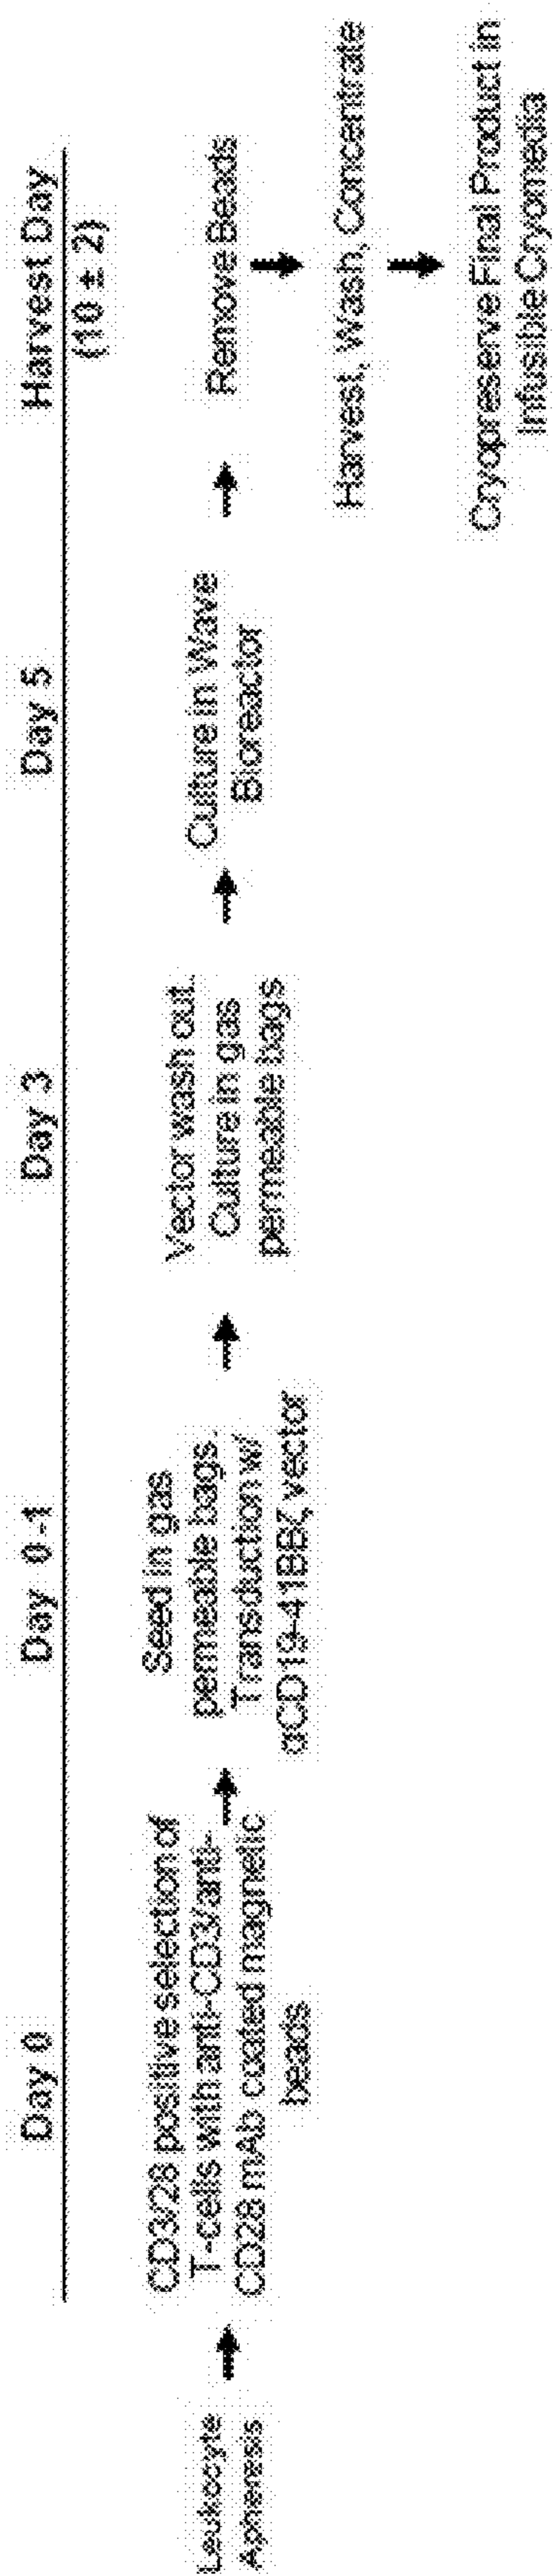 Day 0
Day 0-1
Day 3
Day 5
Harvest Day
(10 ± 2)
Leukocyte
Apheresis
CD3/28 positive selection of
T-cells with anti-CD3/anti-
CD28 mAb coated magnetic
beads
Seed in gas
permeable bags.
Transduction w/
αCD19-41BBζ vector
Vector wash out.
Culture in gas
permeable bags
Culture in Wave
Bioreactor
Remove Beads
Harvest, Wash, Concentrate
Cryopreserve Final Product in
Infusible Cryomedia